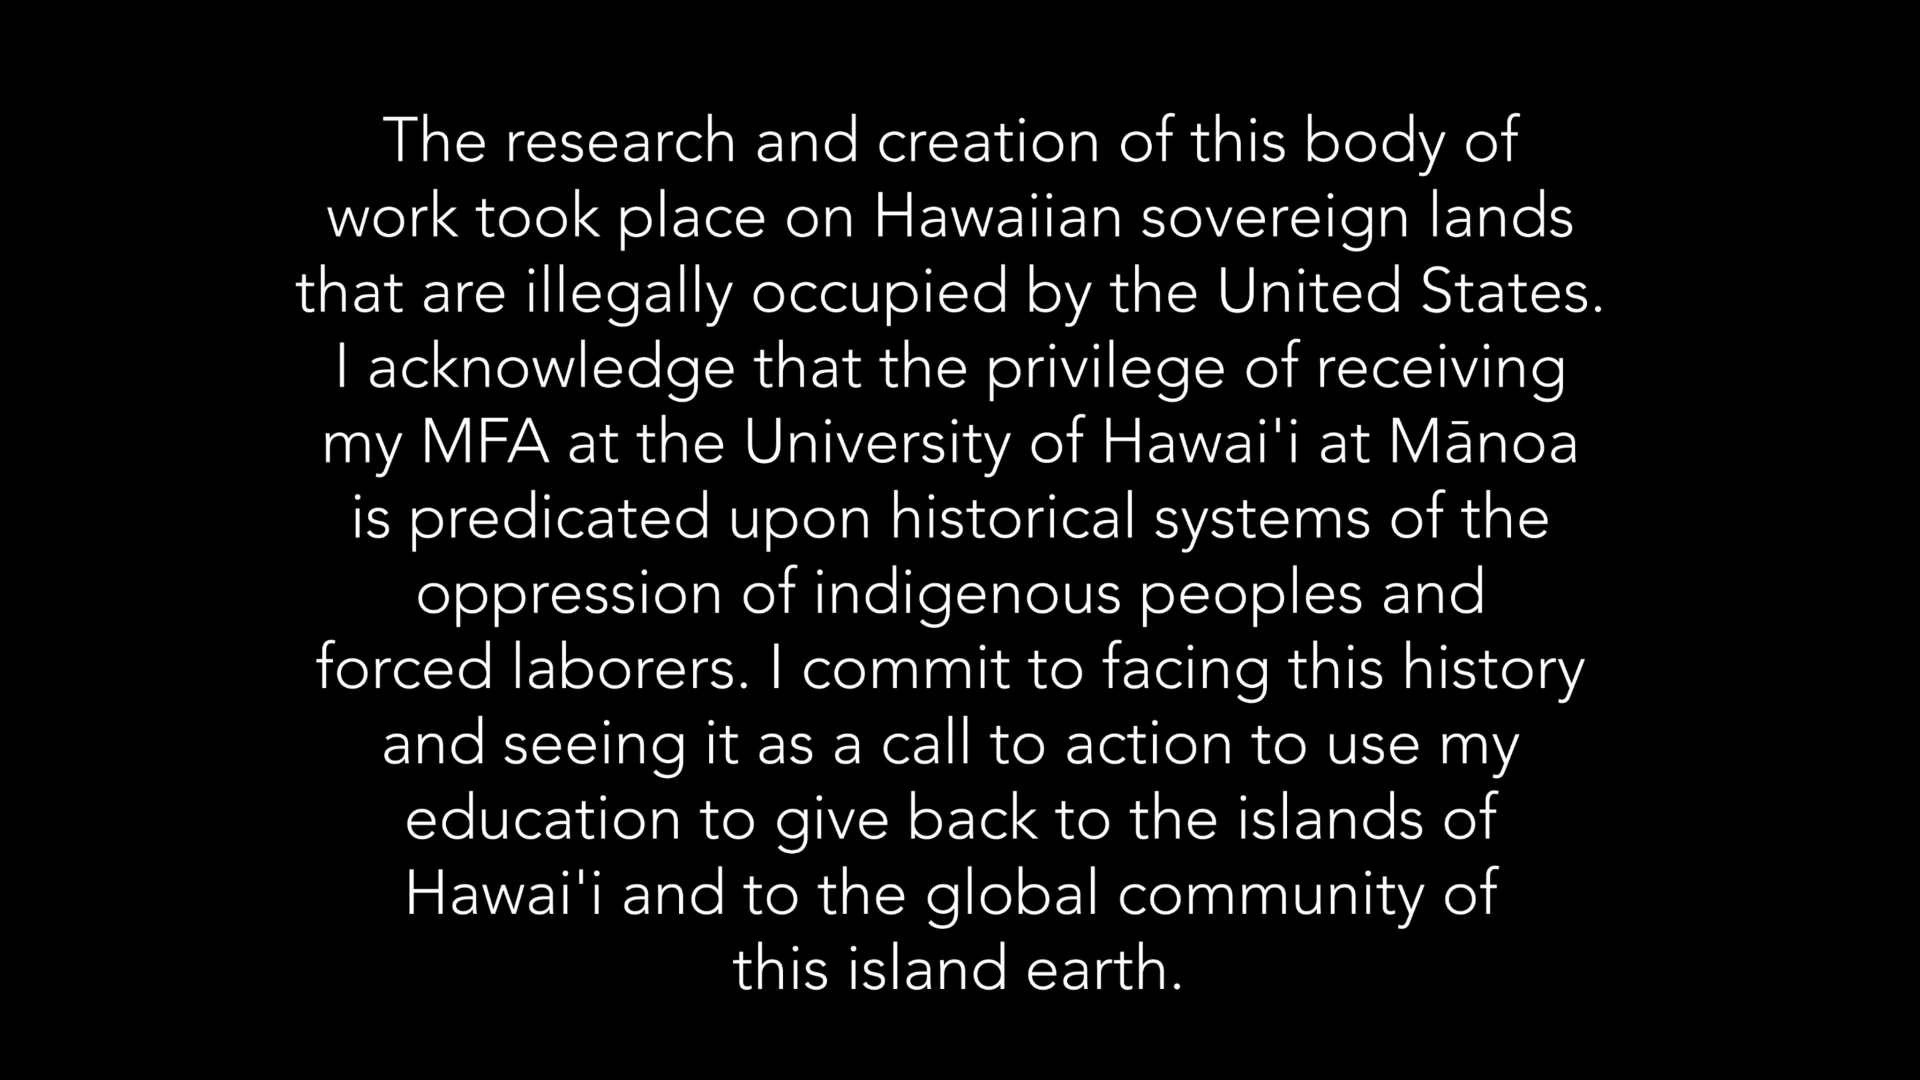 The research and creation of this body of
work took place on Hawaiian sovereign lands
that are illegally occupied by the United States.
I acknowledge that the privilege of receiving
my MFA at the University of Hawai'i at Mānoa
is predicated upon historical systems of the
oppression of indigenous peoples and
forced laborers. I commit to facing this history
and seeing it as a call to action to use my
education to give back to the islands of
Hawai'i and to the global community of
this island earth.